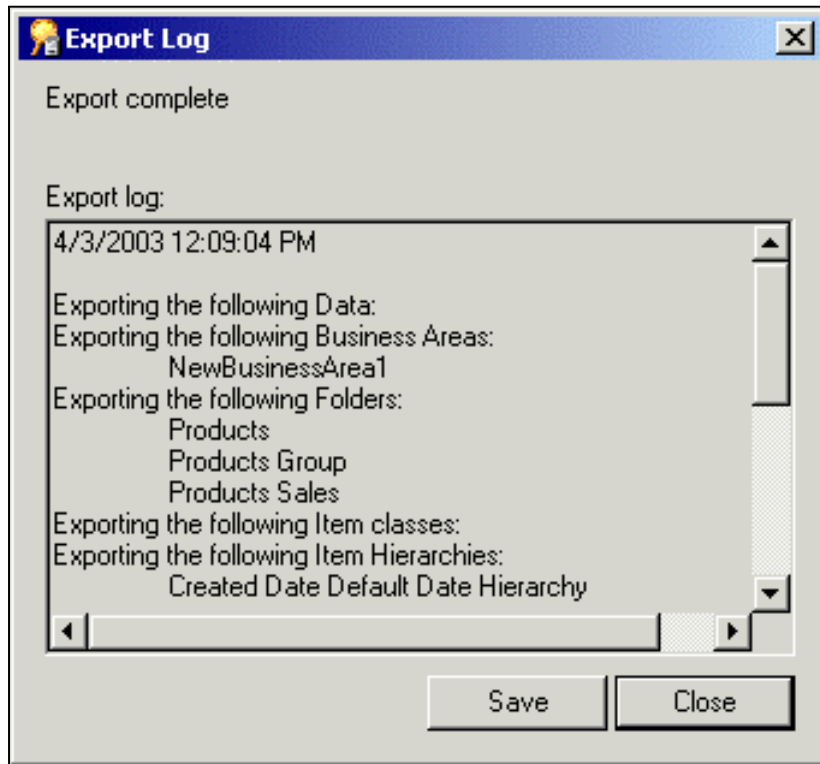 Export Log
Export complete
Export log:
4/3/2003 12:09:04 PM
Exporting the following Data:
Exporting the following Business Areas:
NewBusinessArea1
Exporting the following Folders:
Products
Products Group
Products Sales
Exporting the following Item classes:
Exporting the following Item Hierarchies:
Created Date Default Date Hierarchy
Save
Close